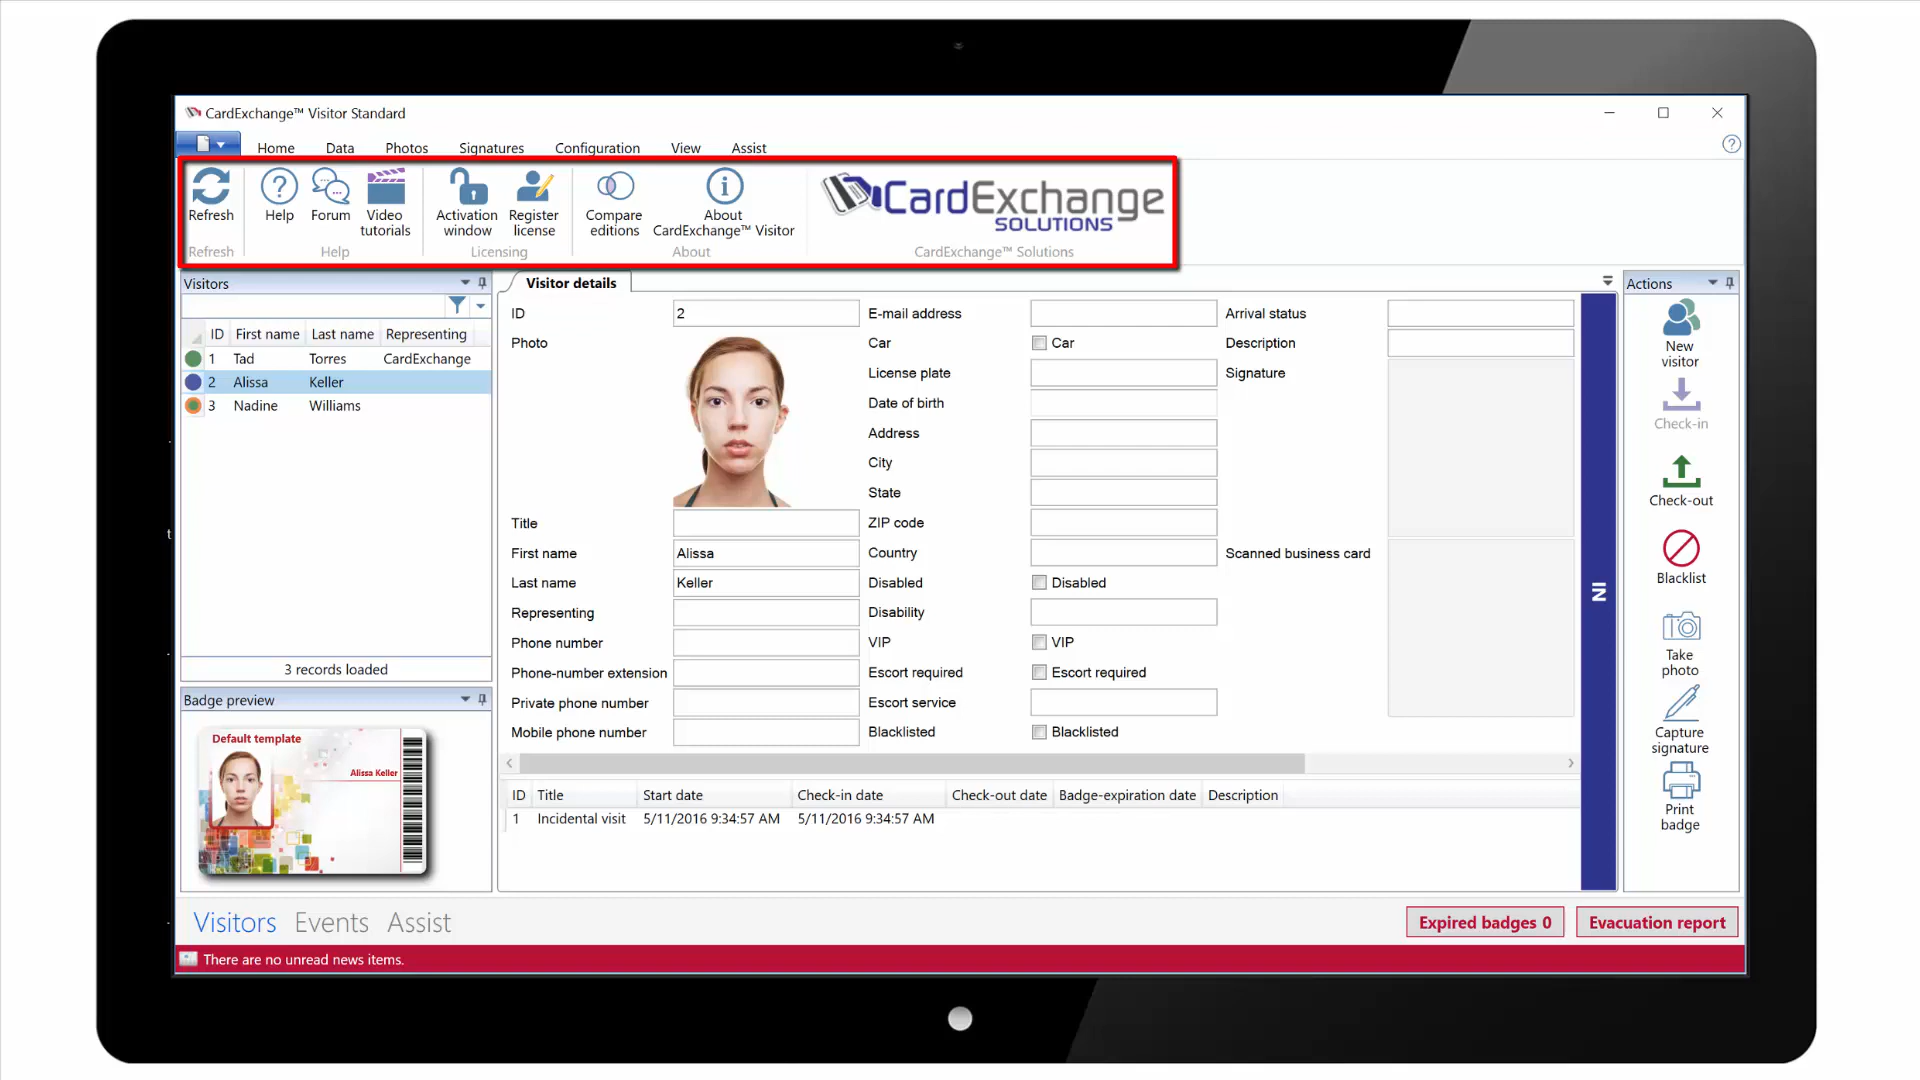 CardExchange™ Visitor Standard
Home Data Photos Signatures Configuration View Assist
Refresh
Refresh
Help
Forum
Video
tutorials
Help
Activation
window
Register
license
Licensing
Compare
editions
About
CardExchange™ Visitor
About
CardExchange
SOLUTIONS
CardExchange™ Solutions
Visitors
ID First name Last name Representing
1 Tad Torres CardExchange
2 Alissa Keller
3 Nadine Williams
3 records loaded
Badge preview
Default template
Alissa Keller
Visitor details
ID 2
Photo
Title
First name Alissa
Last name Keller
Representing
Phone number
Phone-number extension
Private phone number
Mobile phone number
E-mail address
Car Car
License plate
Date of birth
Address
City
State
ZIP code
Country
Disabled Disabled
Disability
VIP VIP
Escort required Escort required
Escort service
Blacklisted Blacklisted
Arrival status
Description
Signature
Scanned business card
IN
ID Title Start date Check-in date Check-out date Badge-expiration date Description
1 Incidental visit 5/11/2016 9:34:57 AM 5/11/2016 9:34:57 AM
Actions
New
visitor
Check-in
Check-out
Blacklist
Take
photo
Capture
signature
Print
badge
Visitors Events Assist
Expired badges 0
Evacuation report
There are no unread news items.